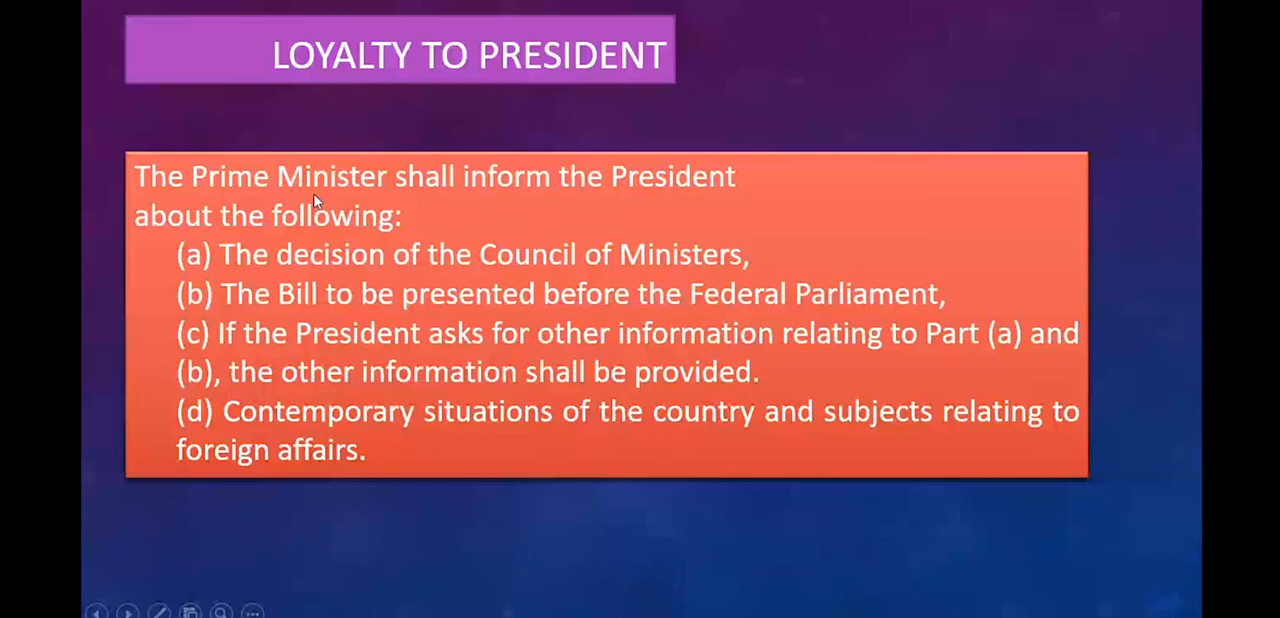 LOYALTY TO PRESIDENT
The Prime Minister shall inform the President
about the following:
(a) The decision of the Council of Ministers,
(b) The Bill to be presented before the Federal Parliament,
(c) If the President asks for other information relating to Part (a) and
(b), the other information shall be provided.
(d) Contemporary situations of the country and subjects relating to
foreign affairs.